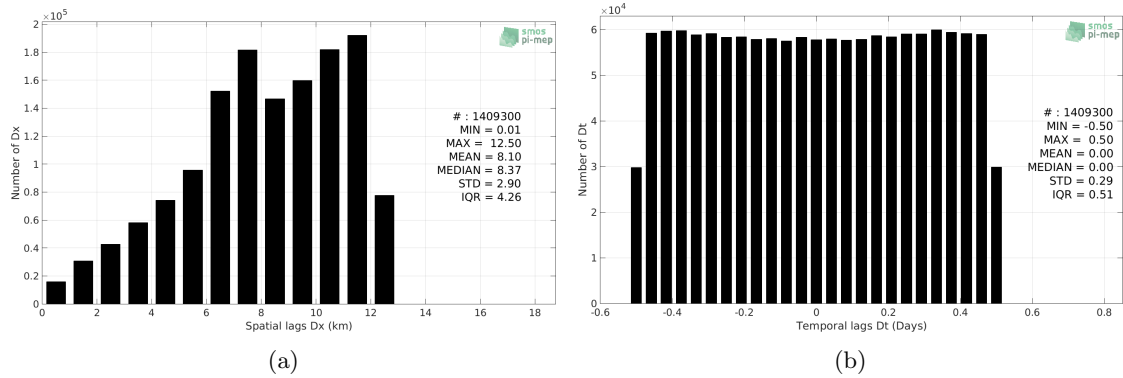 ×10⁵
2
1.8
1.6
1.4
1.2
1
0.8
0.6
0.4
0.2
0
Number of Dx
smos
pi-mep
# : 1409300
MIN = 0.01
MAX = 12.50
MEAN = 8.10
MEDIAN = 8.37
STD = 2.90
IQR = 4.26
0 2 4 6 8 10 12 14 16 18
Spatial lags Dx (km)
(a)
×10⁴
6
5
4
3
2
1
0
Number of Dt
smos
pi-mep
# : 1409300
MIN = -0.50
MAX = 0.50
MEAN = 0.00
MEDIAN = 0.00
STD = 0.29
IQR = 0.51
-0.6 -0.4 -0.2 0 0.2 0.4 0.6 0.8
Temporal lags Dt (Days)
(b)